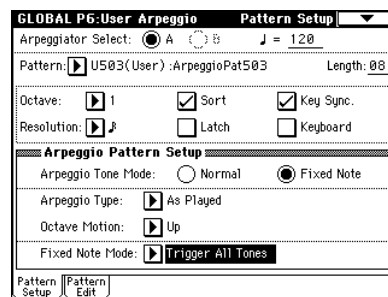 GLOBAL P6:User Arpeggio Pattern Setup
Arpeggiator Select: A B ♩ = 120
Pattern: U503(User) :ArpeggioPat503 Length: 08
Octave: 1 Sort Key Sync.
Resolution: ♪ Latch Keyboard
Arpeggio Pattern Setup
Arpeggio Tone Mode: Normal Fixed Note
Arpeggio Type: As Played
Octave Motion: Up
Fixed Note Mode: Trigger All Tones
Pattern Setup Pattern Edit